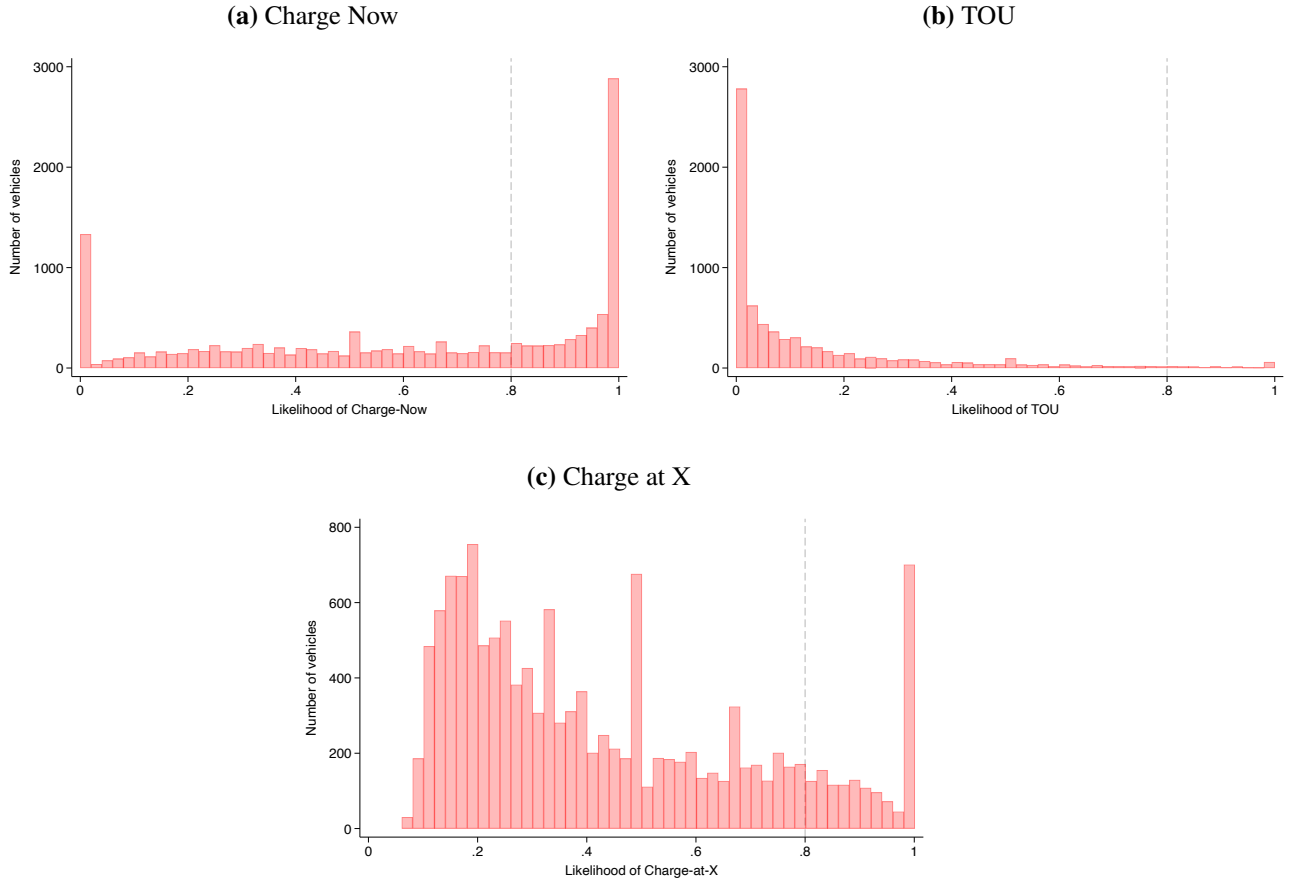 (a) Charge Now
3000
2000
1000
0
Number of vehicles
0 .2 .4 .6 .8 1
Likelihood of Charge-Now
(b) TOU
3000
2000
1000
0
Number of vehicles
0 .2 .4 .6 .8 1
Likelihood of TOU
(c) Charge at X
800
600
400
200
0
Number of vehicles
0 .2 .4 .6 .8 1
Likelihood of Charge-at-X